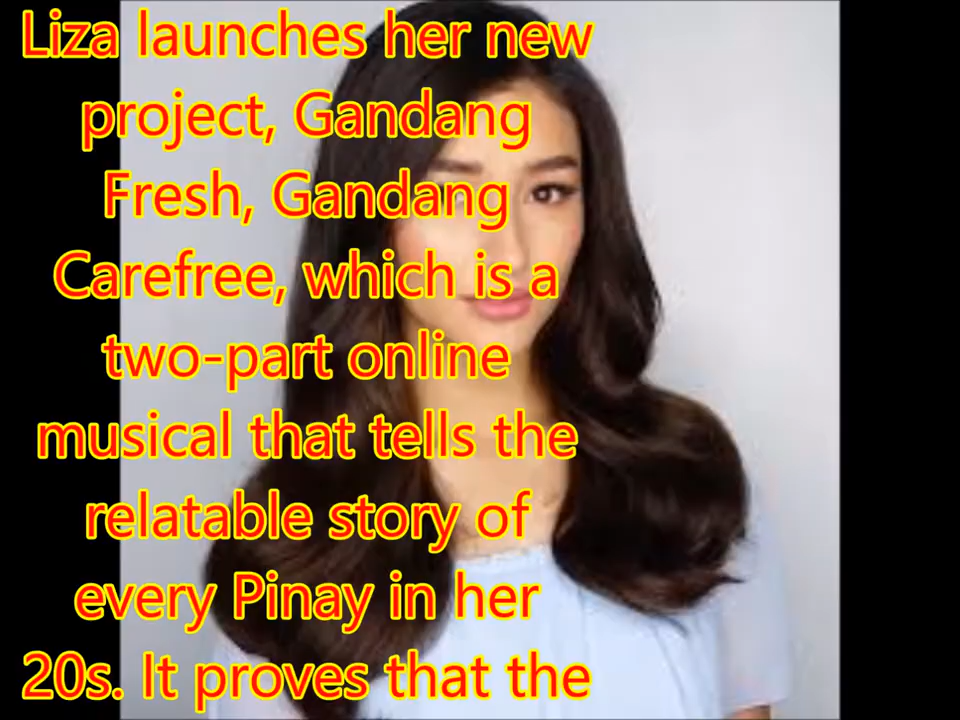 Liza launches her new
project, Gandang
Fresh, Gandang
Carefree, which is a
two-part online
musical that tells the
relatable story of
every Pinay in her
20s. It proves that the